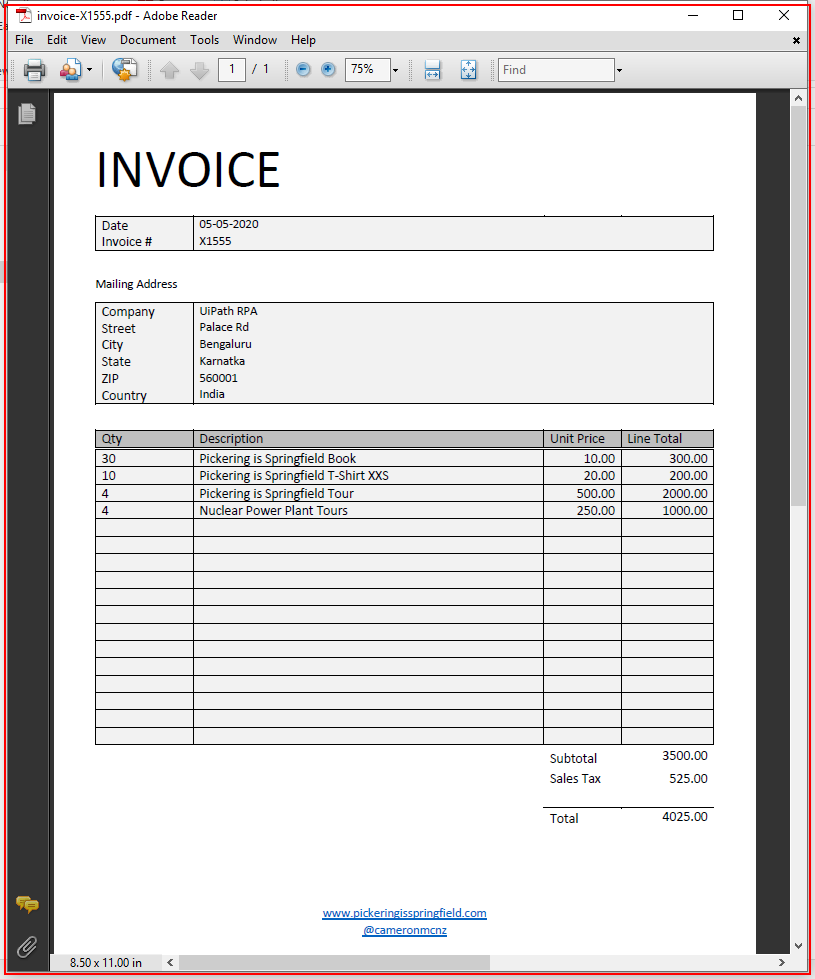 invoice-X1555.pdf - Adobe Reader
File Edit View Document Tools Window Help
1 / 1 75% Find
INVOICE
Date 05-05-2020
Invoice # X1555
Mailing Address
Company UiPath RPA
Street Palace Rd
City Bengaluru
State Karnatka
ZIP 560001
Country India
Qty Description Unit Price Line Total
30 Pickering is Springfield Book 10.00 300.00
10 Pickering is Springfield T-Shirt XXS 20.00 200.00
4 Pickering is Springfield Tour 500.00 2000.00
4 Nuclear Power Plant Tours 250.00 1000.00
Subtotal 3500.00
Sales Tax 525.00
Total 4025.00
www.pickeringisspringfield.com
@cameronmcnz
8.50 x 11.00 in